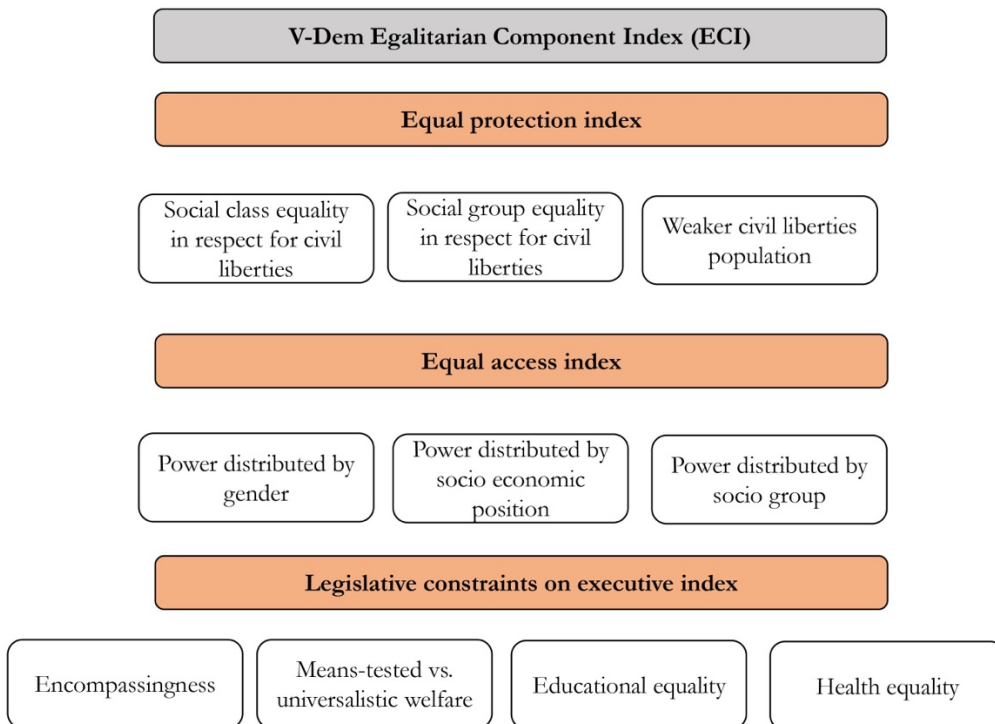 V-Dem Egalitarian Component Index (ECI)
Equal protection index
Social class equality
in respect for civil
liberties
Social group equality
in respect for civil
liberties
Weaker civil liberties
population
Equal access index
Power distributed by
gender
Power distributed by
socio economic
position
Power distributed by
socio group
Legislative constraints on executive index
Encompassingness
Means-tested vs.
universalistic welfare
Educational equality
Health equality